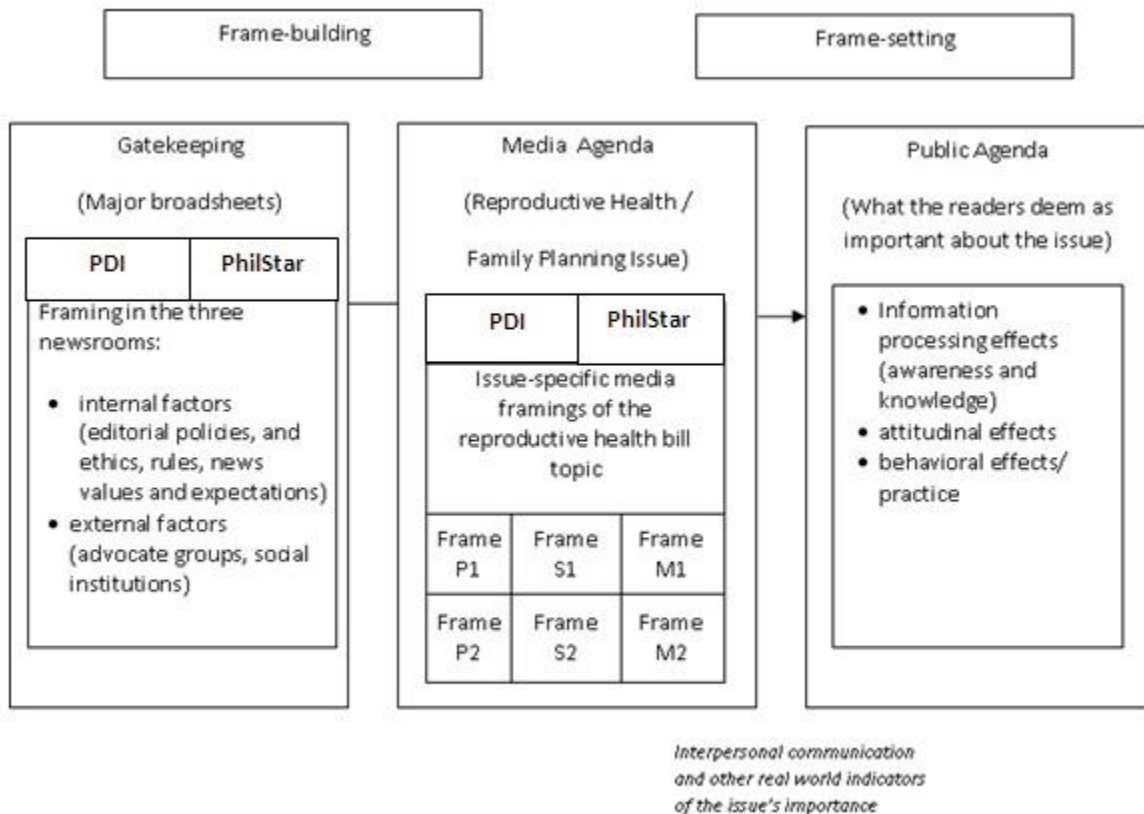 Frame-building
Frame-setting
Gatekeeping
(Major broadsheets)
PDI
PhilStar
Framing in the three
newsrooms:
• internal factors
(editorial policies, and
ethics, rules, news
values and expectations)
• external factors
(advocate groups, social
institutions)
Media Agenda
(Reproductive Health /
Family Planning Issue)
PDI
PhilStar
Issue-specific media
framings of the
reproductive health bill
topic
Frame
P1
Frame
S1
Frame
M1
Frame
P2
Frame
S2
Frame
M2
Public Agenda
(What the readers deem as
important about the issue)
• Information
processing effects
(awareness and
knowledge)
• attitudinal effects
• behavioral effects/
practice
Interpersonal communication
and other real world indicators
of the issue's importance